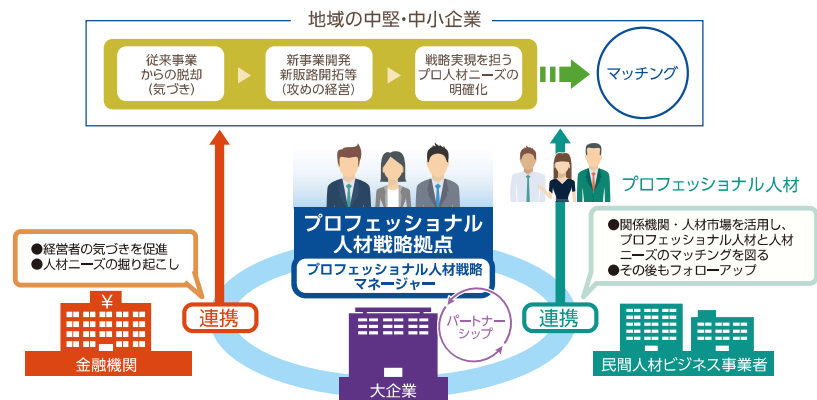 地域の中堅・中小企業
従来事業
からの脱却
(気づき)
新事業開発
新販路開拓等
(攻めの経営)
戦略実現を担う
プロ人材ニーズの
明確化
マッチング
プロフェッショナル人材
プロフェッショナル
人材戦略拠点
プロフェッショナル人材戦略
マネージャー
●経営者の気づきを促進
●人材ニーズの掘り起こし
●関係機関・人材市場を活用し、
プロフェッショナル人材と人材
ニーズのマッチングを図る
●その後もフォローアップ
¥
連携
パートナー
シップ
連携
金融機関
大企業
民間人材ビジネス事業者